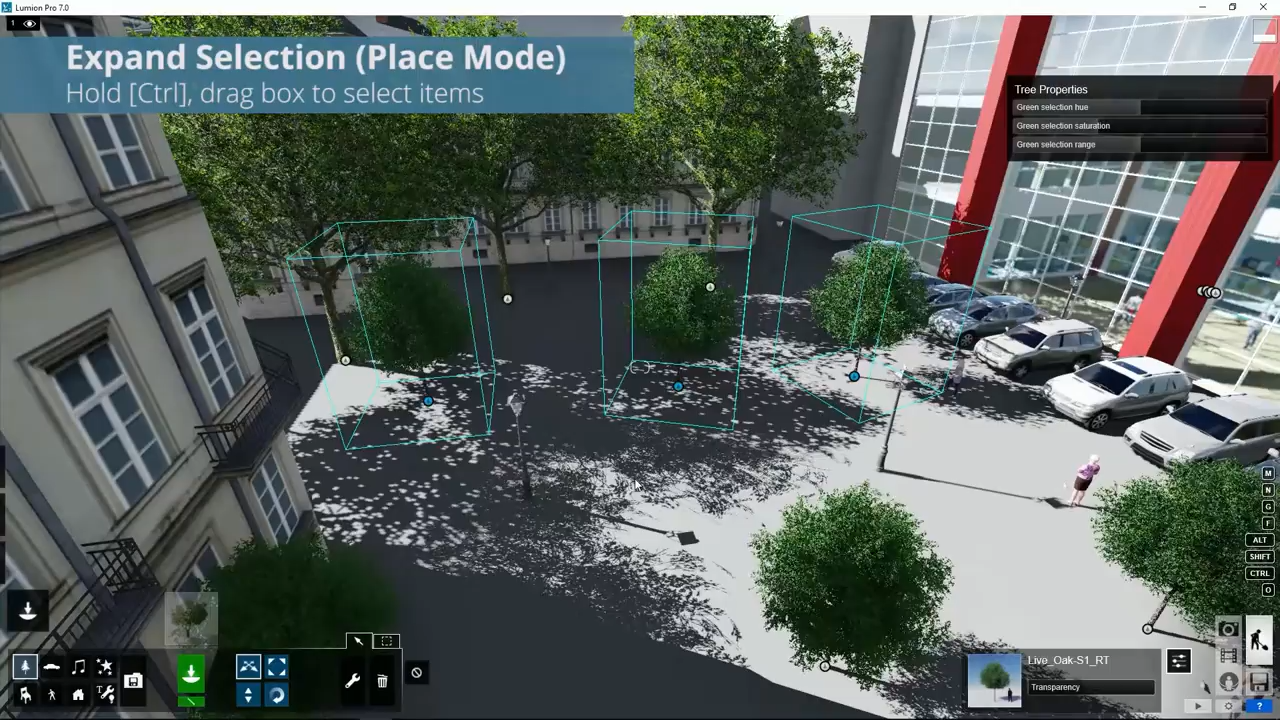 Lumion Pro 7.0
1
Expand Selection (Place Mode)
Hold [Ctrl], drag box to select items
Tree Properties
Green selection hue
Green selection saturation
Green selection range
M
N
G
F
ALT
SHIFT
CTRL
O
Live_Oak-S1_RT
Transparency
?